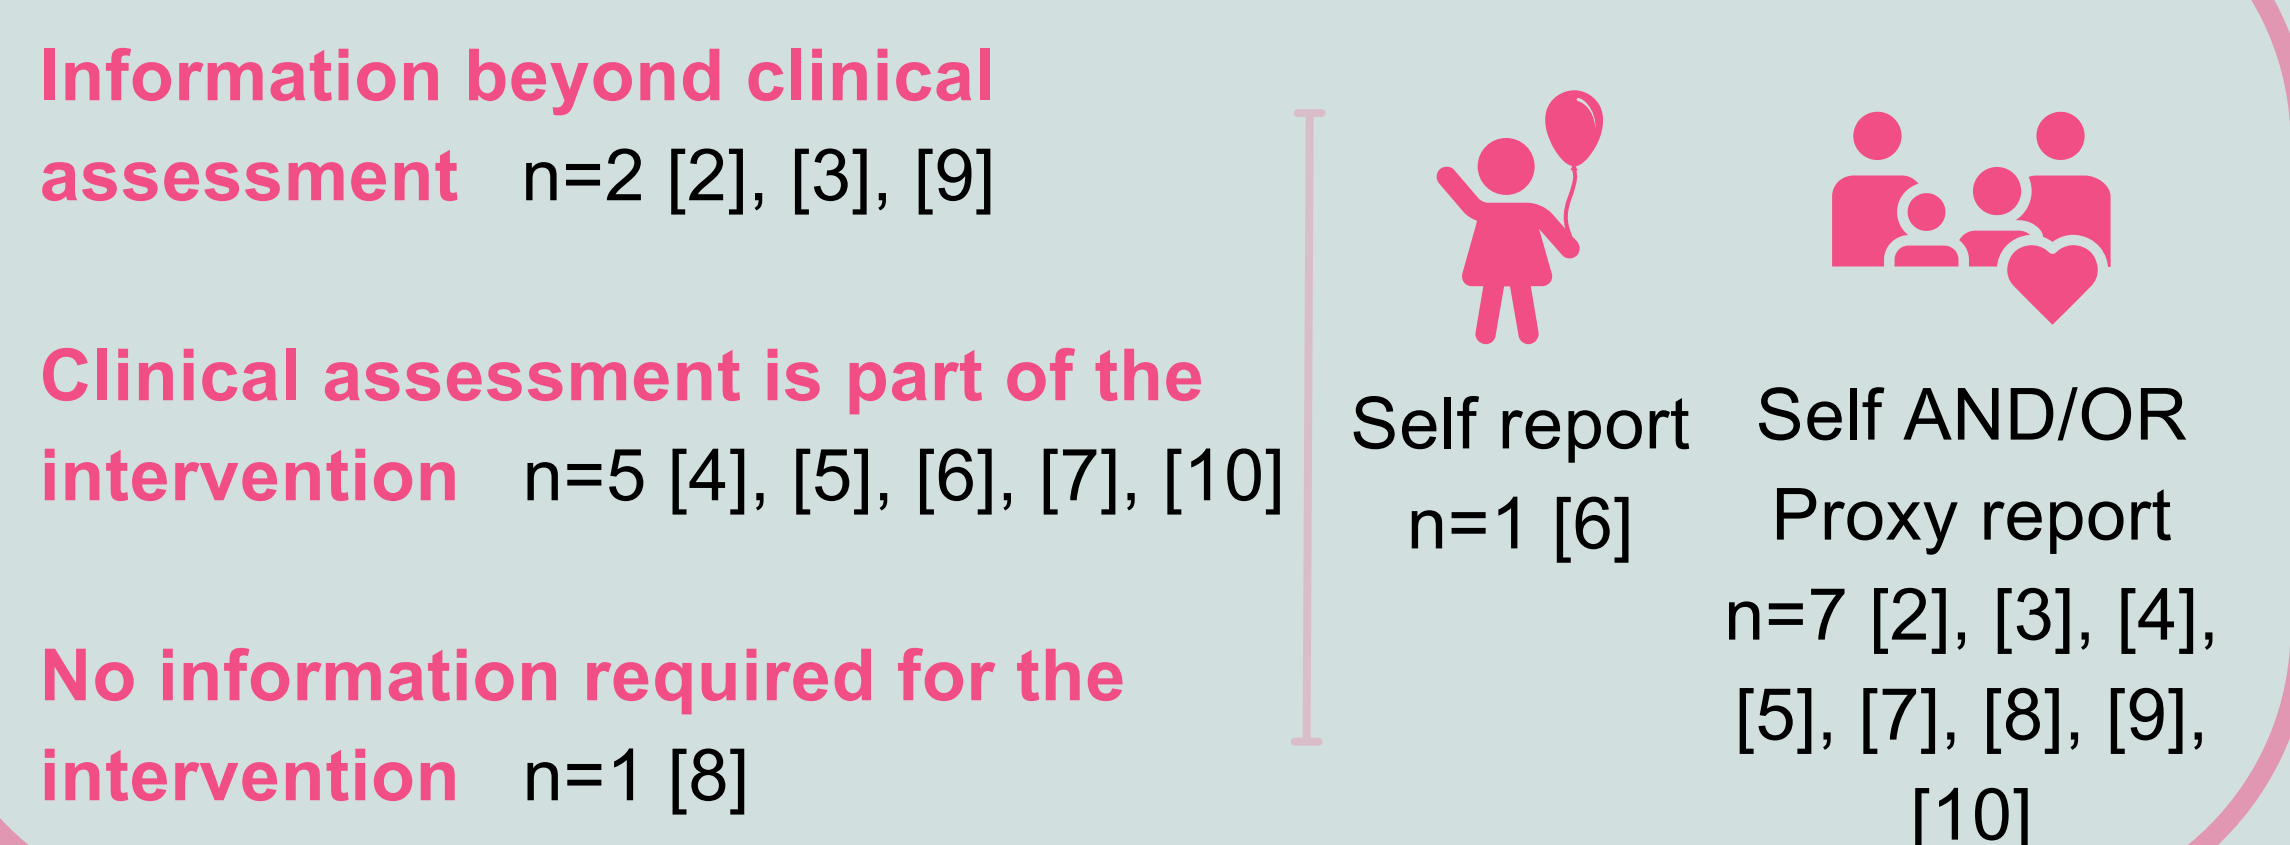 Information beyond clinical
assessment n=2 [2], [3], [9]
Clinical assessment is part of the
intervention n=5 [4], [5], [6], [7], [10]
No information required for the
intervention n=1 [8]
Self report
n=1 [6]
Self AND/OR
Proxy report
n=7 [2], [3], [4],
[5], [7], [8], [9],
[10]